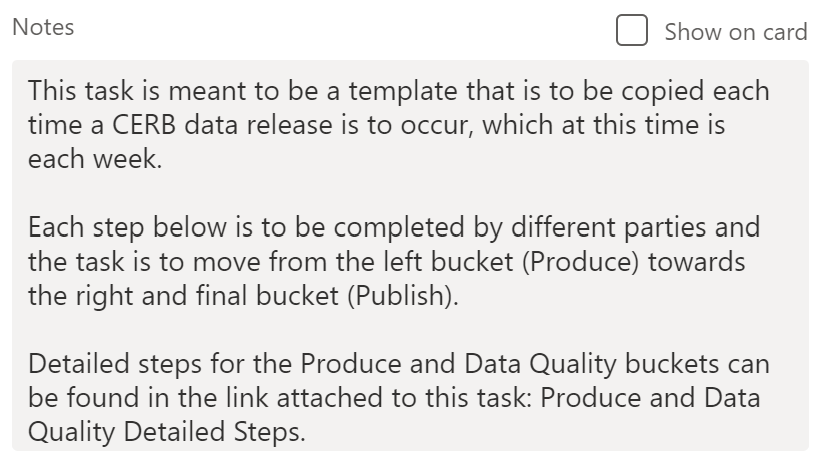 Notes
Show on card
This task is meant to be a template that is to be copied each
time a CERB data release is to occur, which at this time is
each week.
Each step below is to be completed by different parties and
the task is to move from the left bucket (Produce) towards
the right and final bucket (Publish).
Detailed steps for the Produce and Data Quality buckets can
be found in the link attached to this task: Produce and Data
Quality Detailed Steps.